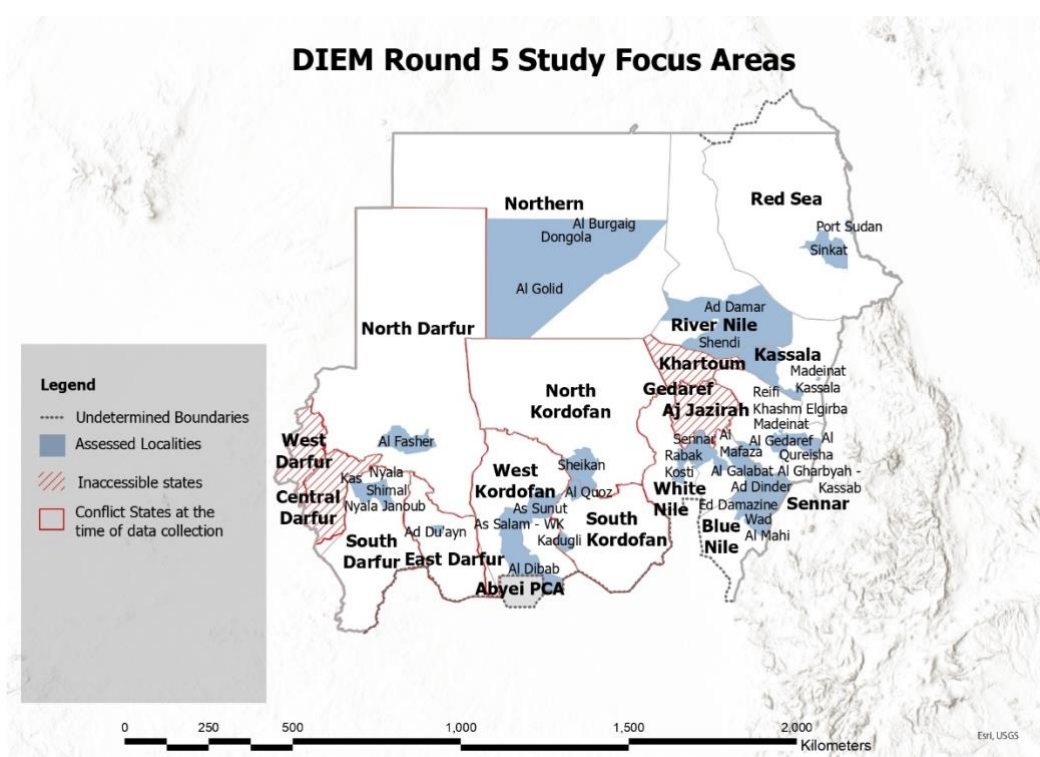 DIEM Round 5 Study Focus Areas
Northern
Al Burgaig
Dongola
Al Golid
Red Sea
Port Sudan
Sinkat
North Darfur
Ad Damar
River Nile
Shendi
Kassala
Khartoum
Madeinat
Kassala
Gedaref
Reifi
Khashm Elgirba
Aj Jazirah
Madeinat
North
Kordofan
Legend
Undetermined Boundaries
Assessed Localities
Inaccessible states
Conflict States at the
time of data collection
West
Darfur
Central
Darfur
Al Fasher
Kas
Nyala
Shimal
Nyala Janoub
South
Darfur
East Darfur
Ad Du'ayn
West
Kordofan
Sheikan
Al Quoz
As Sunut
As Salam - WK
Kadugli
South
Kordofan
Al Dibab
Abyei PCA
Sennar
Al
Mafaza
Al Gedaref
Al
Qureisha
Rabak
Kosti
Al Galabat Al Gharbyah -
Kassab
White
Nile
Ad Dinder
Sennar
Ed Damazine
Wad
Al Mahi
Blue
Nile
0
250
500
1,000
1,500
2,000
Kilometers
Esri, USGS